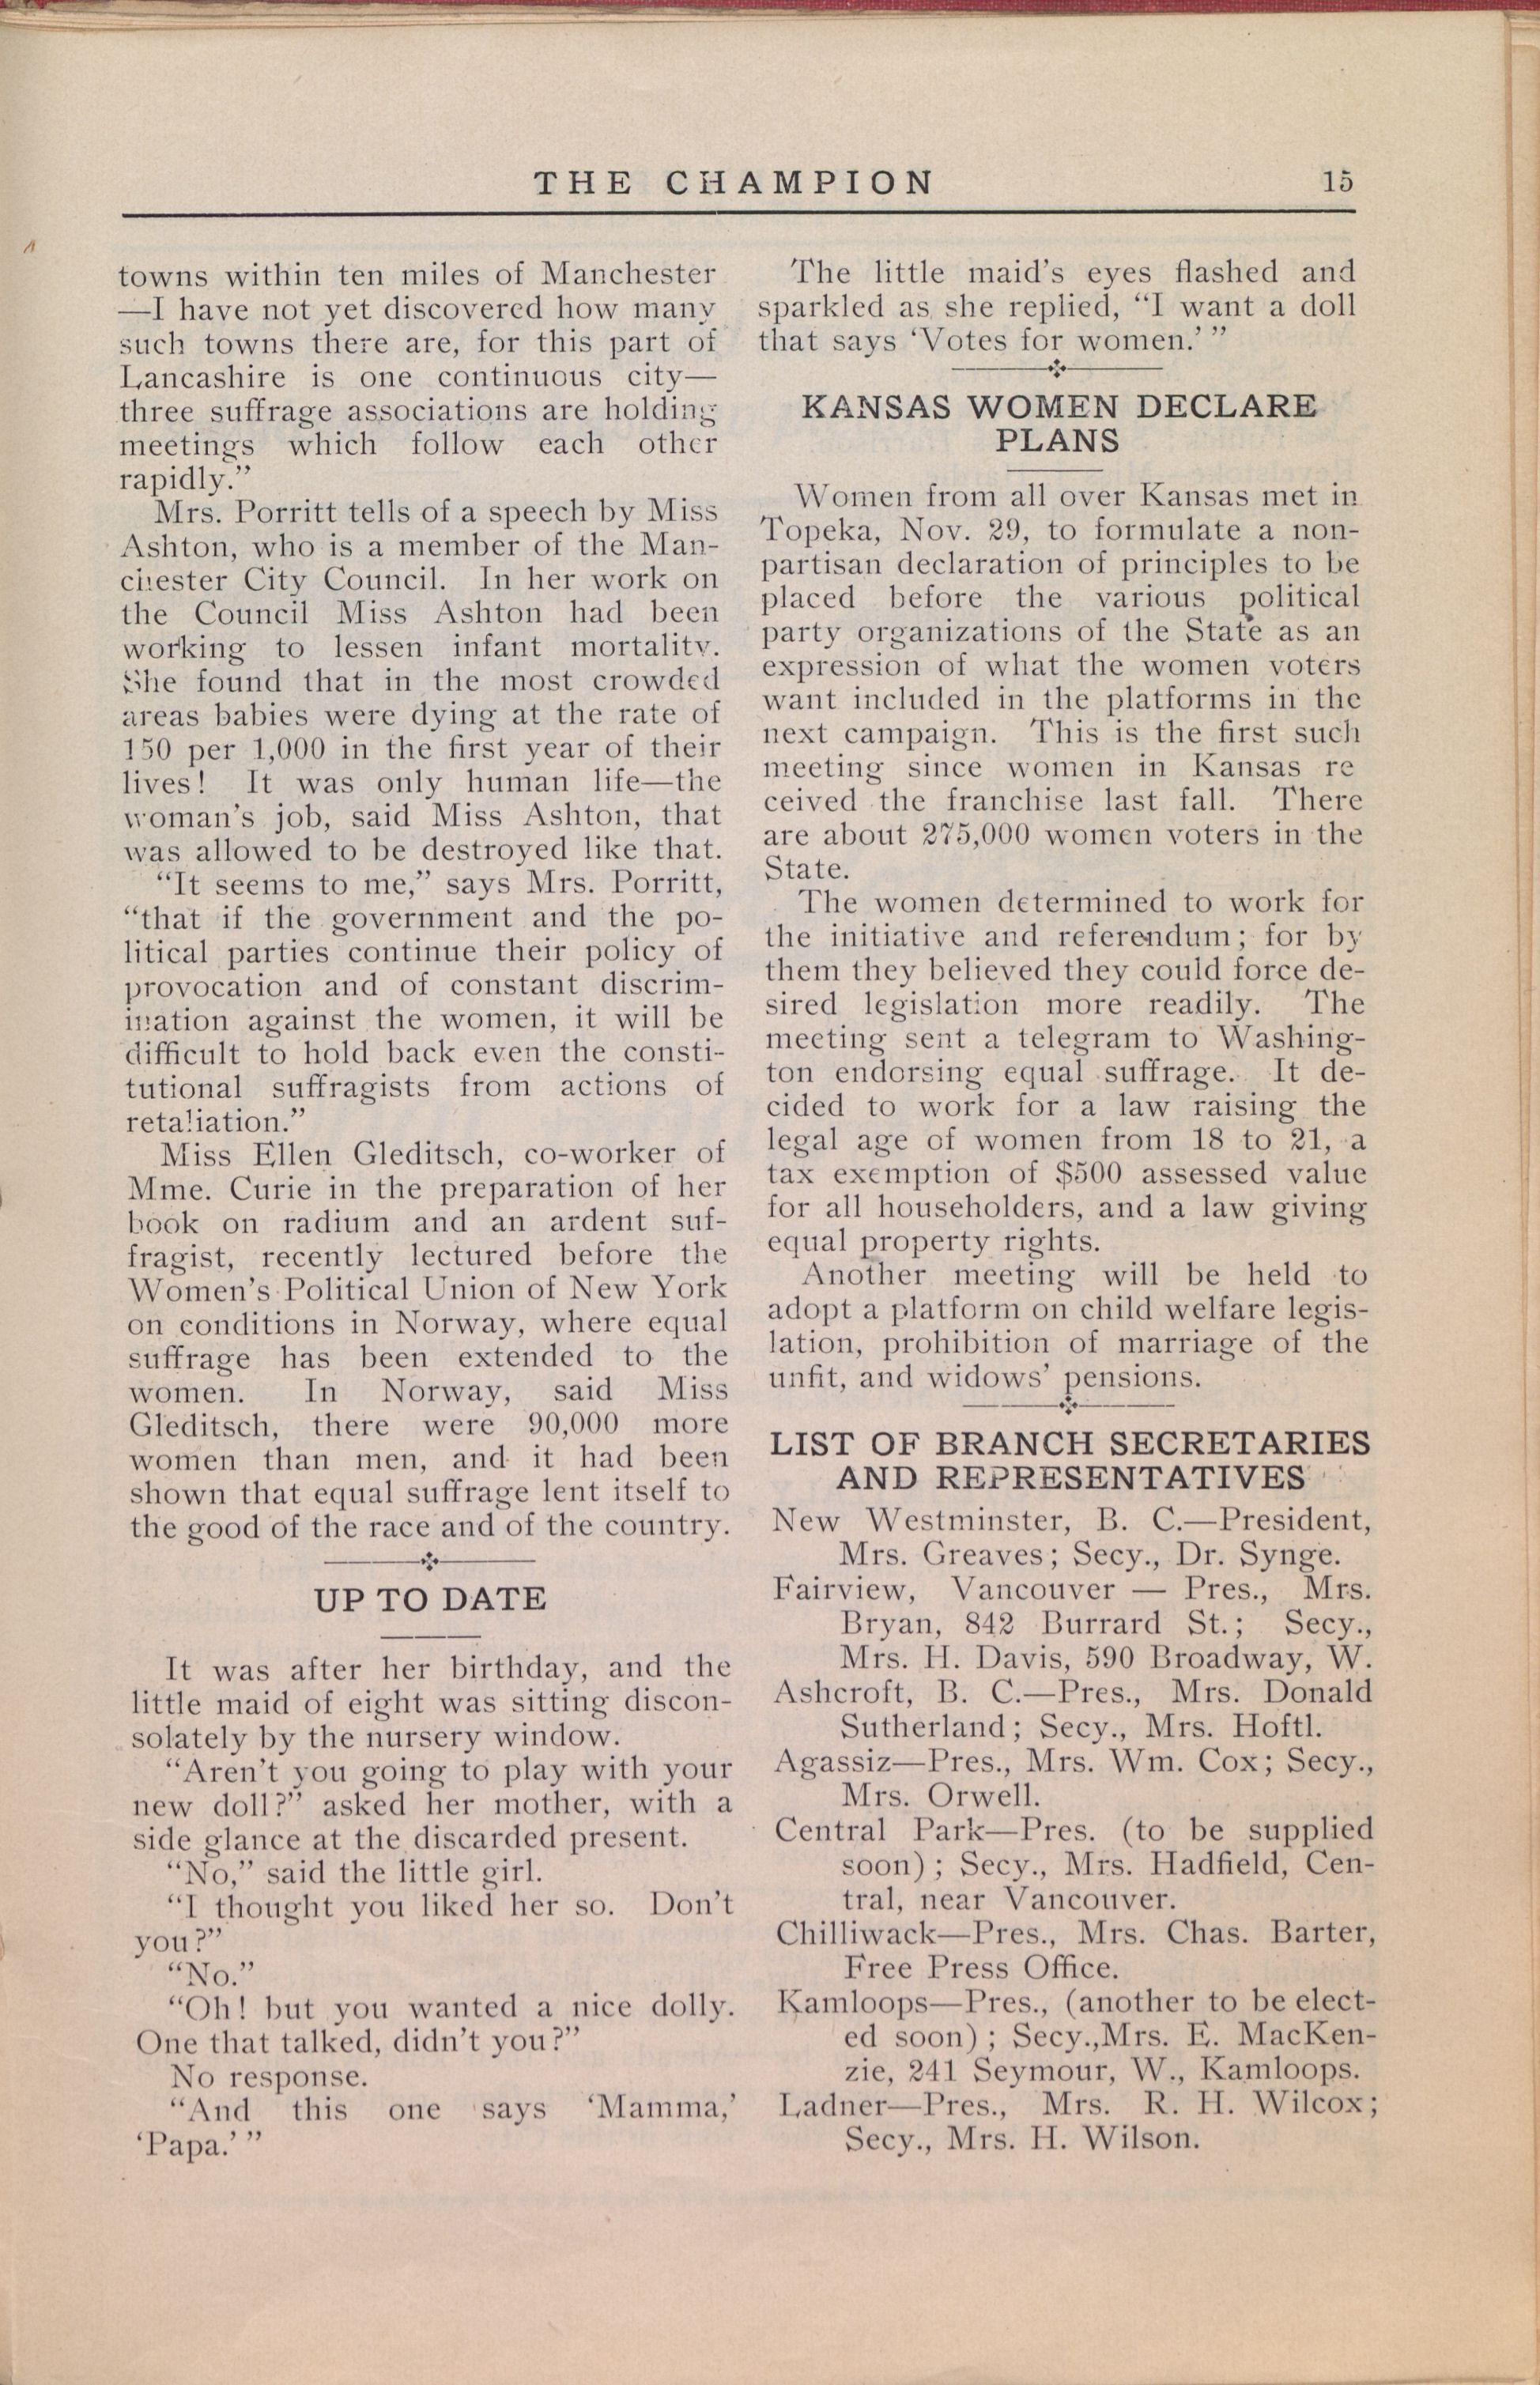 THE CHAMPION 15
towns within ten miles of Manchester
—I have not yet discovered how many
such towns there are, for this part of
Lancashire is one continuous city—
three suffrage associations are holding
meetings which follow each other
rapidly.”
Mrs. Porritt tells of a speech by Miss
Ashton, who is a member of the Man-
chester City Council. In her work on
the Council Miss Ashton had been
working to lessen infant mortality.
She found that in the most crowded
areas babies were dying at the rate of
150 per 1,000 in the first year of their
lives! It was only human life—the
woman’s job, said Miss Ashton, that
was allowed to be destroyed like that.
“It seems to me,” says Mrs. Porritt,
“that if the government and the po-
litical parties continue their policy of
provocation and of constant discrim-
ination against the women, it will be
difficult to hold back even the consti-
tutional suffragists from actions of
retaliation.”
Miss Ellen Gleditsch, co-worker of
Mme. Curie in the preparation of her
book on radium and an ardent suf-
fragist, recently lectured before the
Women’s Political Union of New York
on conditions in Norway, where equal
suffrage has been extended to the
women. In Norway, said Miss
Gleditsch, there were 90,000 more
women than men, and it had been
shown that equal suffrage lent itself to
the good of the race and of the country.
UP TO DATE
It was after her birthday, and the
little maid of eight was sitting discon-
solately by the nursery window.
“Aren’t you going to play with your
new doll?” asked her mother, with a
side glance at the discarded present.
“No,” said the little girl.
“I thought you liked her so. Don’t
you?”
“No.”
“Oh! but you wanted a nice dolly.
One that talked, didn’t you?”
No response.
“And this one says ‘Mamma,’
‘Papa.’ ”
The little maid’s eyes flashed and
sparkled as she replied, “I want a doll
that says ‘Votes for women.’ ”
KANSAS WOMEN DECLARE
PLANS
Women from all over Kansas met in
Topeka, Nov. 29, to formulate a non-
partisan declaration of principles to be
placed before the various political
party organizations of the State as an
expression of what the women voters
want included in the platforms in the
next campaign. This is the first such
meeting since women in Kansas re
ceived the franchise last fall. There
are about 275,000 women voters in the
State.
The women determined to work for
the initiative and referendum; for by
them they believed they could force de-
sired legislation more readily. The
meeting sent a telegram to Washing-
ton endorsing equal suffrage. It de-
cided to work for a law raising the
legal age of women from 18 to 21, a
tax exemption of $500 assessed value
for all householders, and a law giving
equal property rights.
Another meeting will be held to
adopt a platform on child welfare legis-
lation, prohibition of marriage of the
unfit, and widows’ pensions.
LIST OF BRANCH SECRETARIES
AND REPRESENTATIVES
New Westminster, B. C.—President,
Mrs. Greaves; Secy., Dr. Synge.
Fairview, Vancouver — Pres., Mrs.
Bryan, 842 Burrard St.; Secy.,
Mrs. H. Davis, 590 Broadway, W.
Ashcroft, B. C.—Pres., Mrs. Donald
Sutherland; Secy., Mrs. Hoftl.
Agassiz—Pres., Mrs. Wm. Cox; Secy.,
Mrs. Orwell.
Central Park—Pres. (to be supplied
soon); Secy., Mrs. Hadfield, Cen-
tral, near Vancouver.
Chilliwack—Pres., Mrs. Chas. Barter,
Free Press Office.
Kamloops—Pres., (another to be elect-
ed soon); Secy.,Mrs. E. MacKen-
zie, 241 Seymour, W., Kamloops.
Ladner—Pres., Mrs. R. H. Wilcox;
Secy., Mrs. H. Wilson.